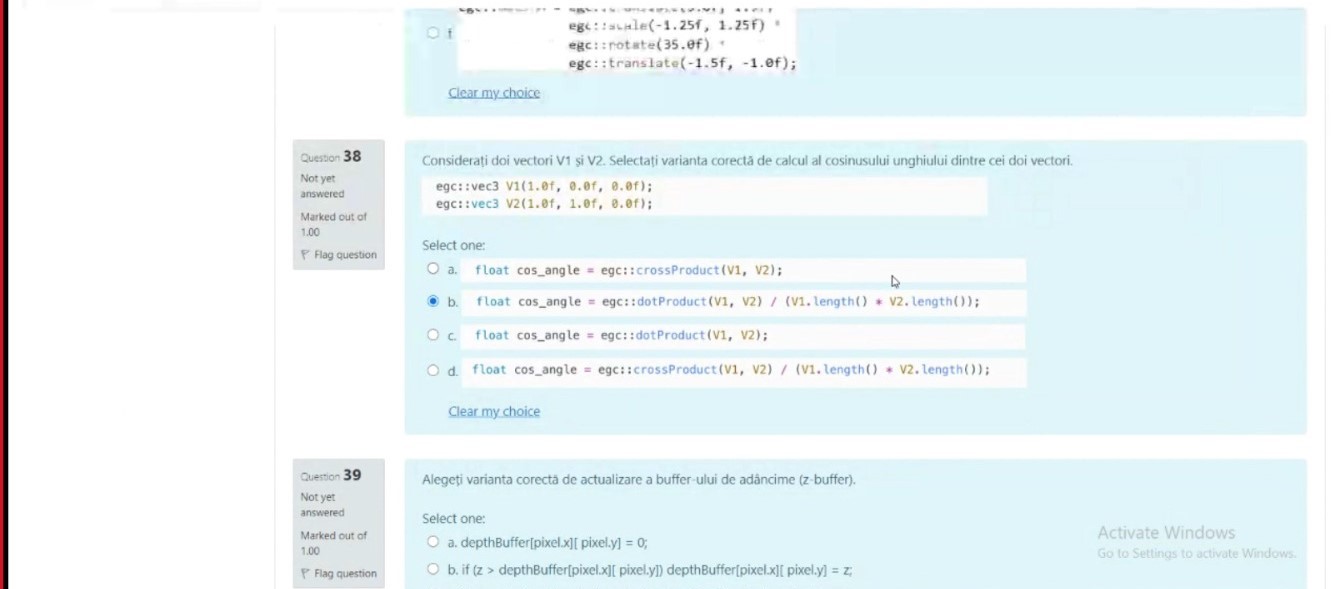 f
egc::scale(-1.25f, 1.25f) *
egc::rotate(35.0f) *
egc::translate(-1.5f, -1.0f);
Clear my choice
Question 38
Not yet
answered
Marked out of
1.00
Flag question
Considerați doi vectori V1 și V2. Selectați varianta corectă de calcul al cosinusului unghiului dintre cei doi vectori.
egc::vec3 V1(1.0f, 0.0f, 0.0f);
egc::vec3 V2(1.0f, 1.0f, 0.0f);
Select one:
a. float cos_angle = egc::crossProduct(V1, V2);
b. float cos_angle = egc::dotProduct(V1, V2) / (V1.length() * V2.length());
c. float cos_angle = egc::dotProduct(V1, V2);
d. float cos_angle = egc::crossProduct(V1, V2) / (V1.length() * V2.length());
Clear my choice
Question 39
Not yet
answered
Marked out of
1.00
Flag question
Alegeți varianta corectă de actualizare a buffer-ului de adâncime (z-buffer).
Select one:
a. depthBuffer[pixel.x][ pixel.y] = 0;
b. if (z > depthBuffer[pixel.x][ pixel.y]) depthBuffer[pixel.x][ pixel.y] = z;
Activate Windows
Go to Settings to activate Windows.